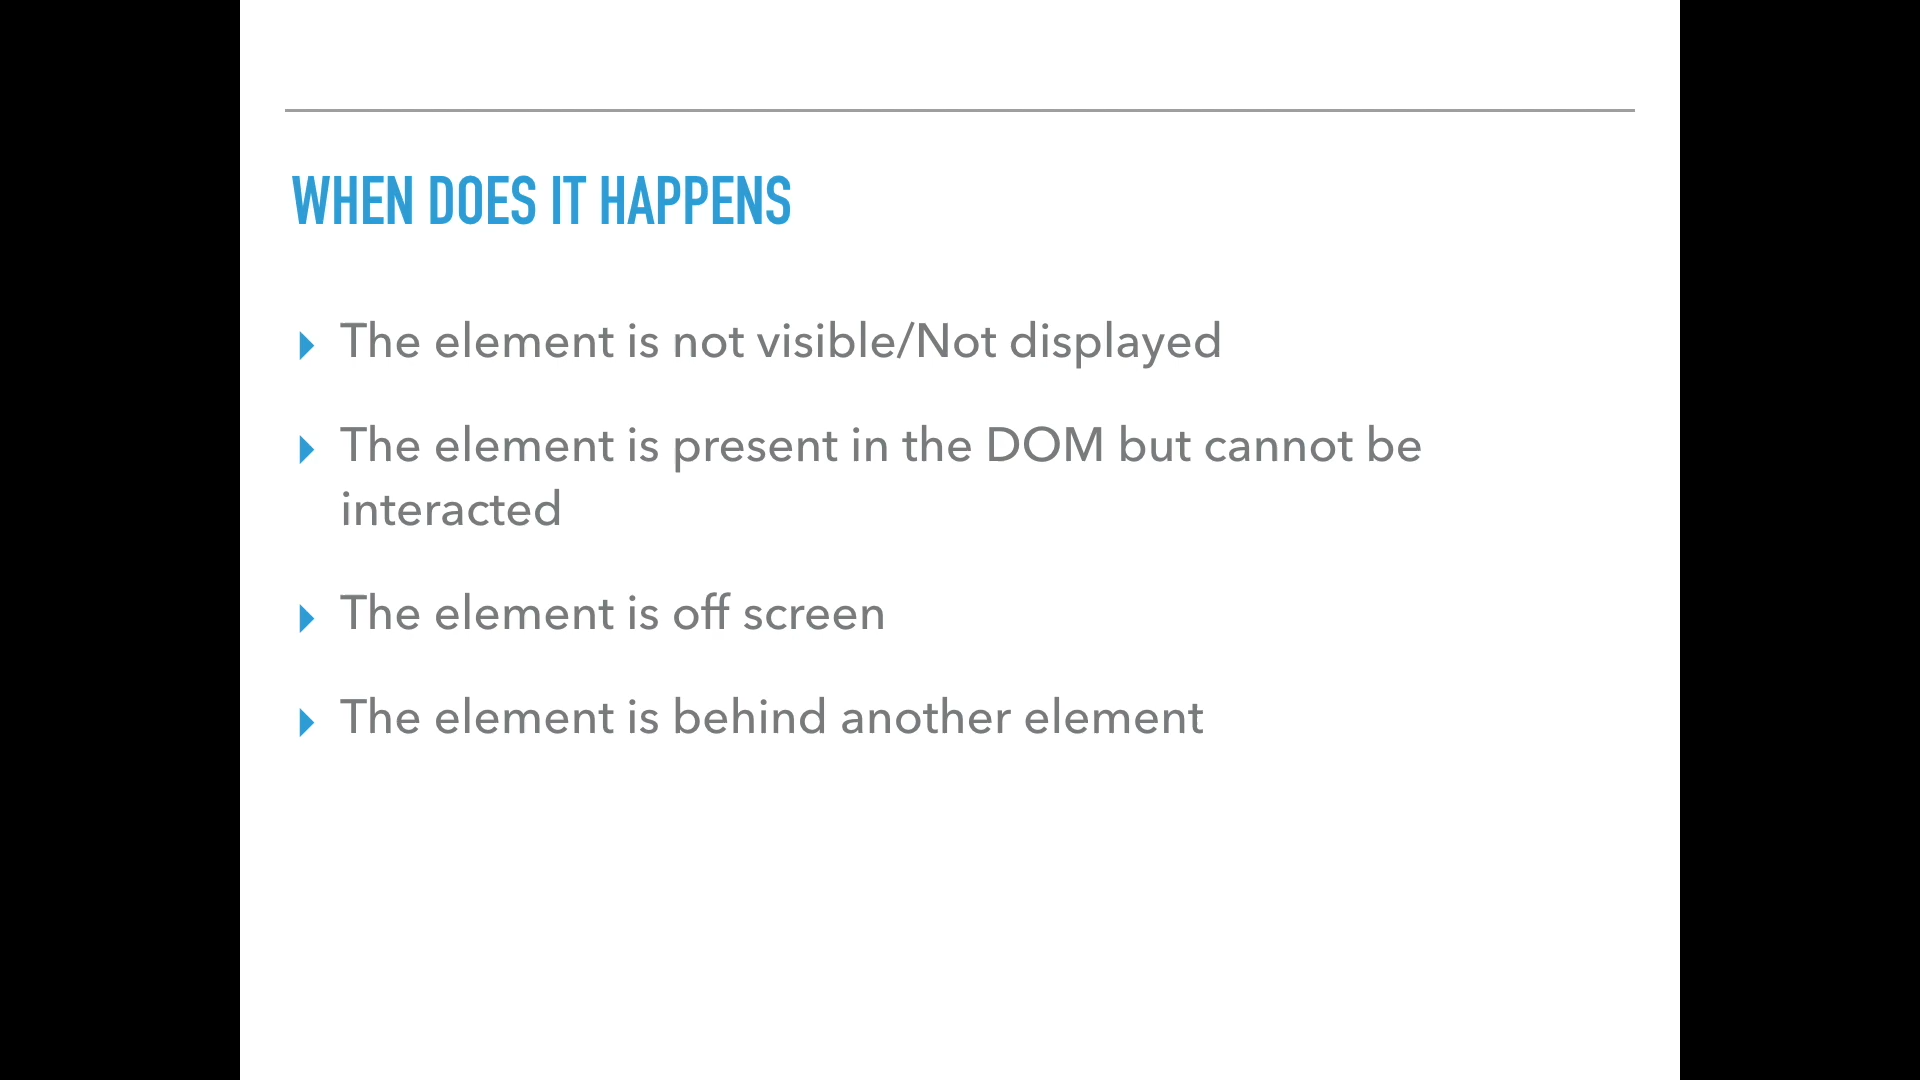 WHEN DOES IT HAPPENS
The element is not visible/Not displayed
The element is present in the DOM but cannot be
interacted
The element is off screen
The element is behind another element